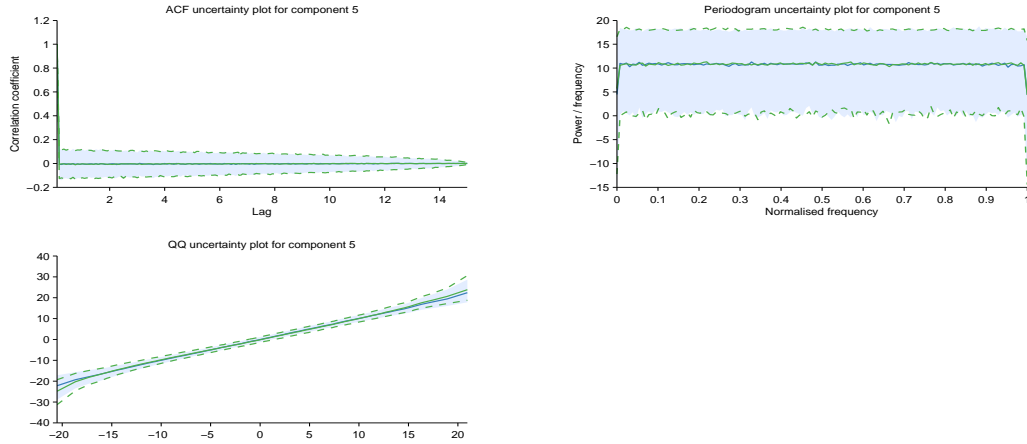 ACF uncertainty plot for component 5
1.2
1
0.8
0.6
0.4
0.2
0
−0.2
Correlation coefficient
2 4 6 8 10 12 14
Lag
Periodogram uncertainty plot for component 5
20
15
10
5
0
−5
−10
−15
Power / frequency
0 0.1 0.2 0.3 0.4 0.5 0.6 0.7 0.8 0.9 1
Normalised frequency
QQ uncertainty plot for component 5
40
30
20
10
0
−10
−20
−30
−40
−20 −15 −10 −5 0 5 10 15 20